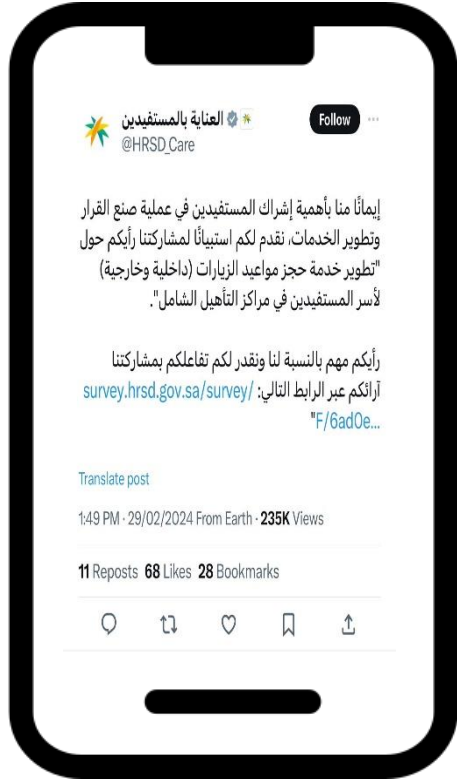 العناية بالمستفيدين
Follow
@HRSD_Care
إيمانًا منا بأهمية إشراك المستفيدين في عملية صنع القرار
وتطوير الخدمات، نقدم لكم استبيانًا لمشاركتنا رأيكم حول
"تطوير خدمة حجز مواعيد الزيارات (داخلية وخارجية)
لأسر المستفيدين في مراكز التأهيل الشامل".
رأيكم مهم بالنسبة لنا ونقدر لكم تفاعلكم بمشاركتنا
آرائكم عبر الرابط التالي: survey.hrsd.gov.sa/survey/
F/6ad0e..."
Translate post
1:49 PM · 29/02/2024 From Earth · 235K Views
11 Reposts 68 Likes 28 Bookmarks